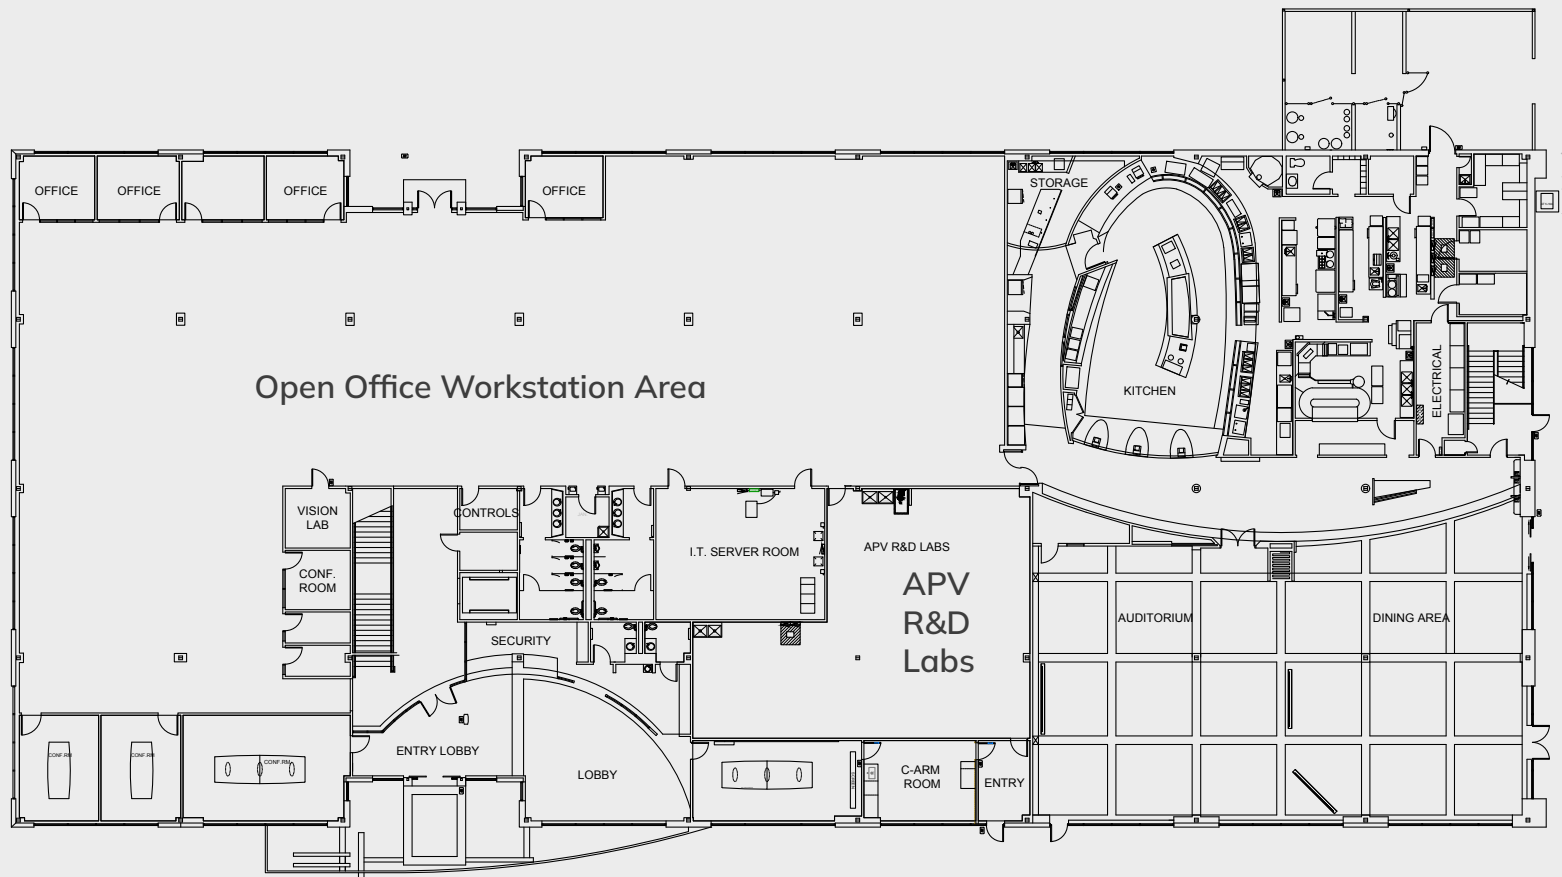 OFFICE
OFFICE
OFFICE
OFFICE
STORAGE
KITCHEN
ELECTRICAL
Open Office Workstation Area
VISION
LAB
CONTROLS
CONF.
ROOM
I.T. SERVER ROOM
APV R&D LABS
APV
R&D
Labs
AUDITORIUM
DINING AREA
SECURITY
ENTRY LOBBY
LOBBY
CONF.RM
CONF.RM
CONF.RM
C-ARM
ROOM
ENTRY